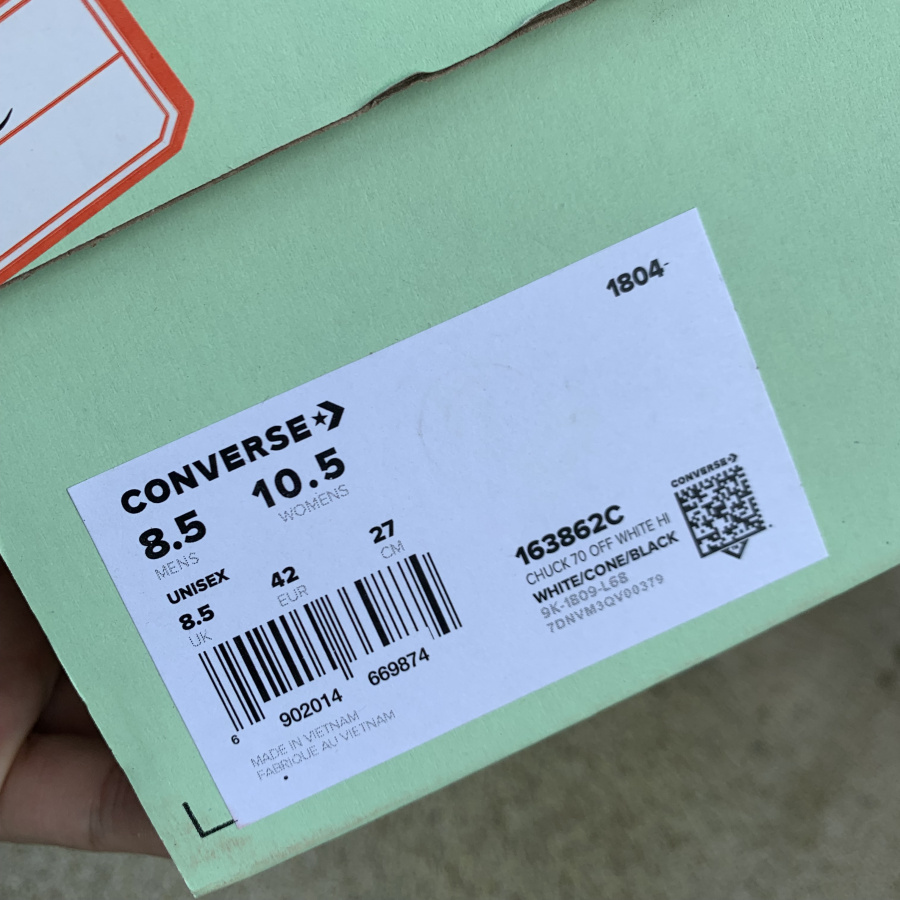 1804-
CONVERSE
8.5 10.5
MENS WOMENS
UNISEX
8.5 42 27
UK EUR CM
6 902014 669874
MADE IN VIETNAM
FABRIQUE AU VIETNAM
CONVERSE
163862C
CHUCK 70 OFF WHITE HI
WHITE/CONE/BLACK
9K-1809-L68
7DNVM3QV00379